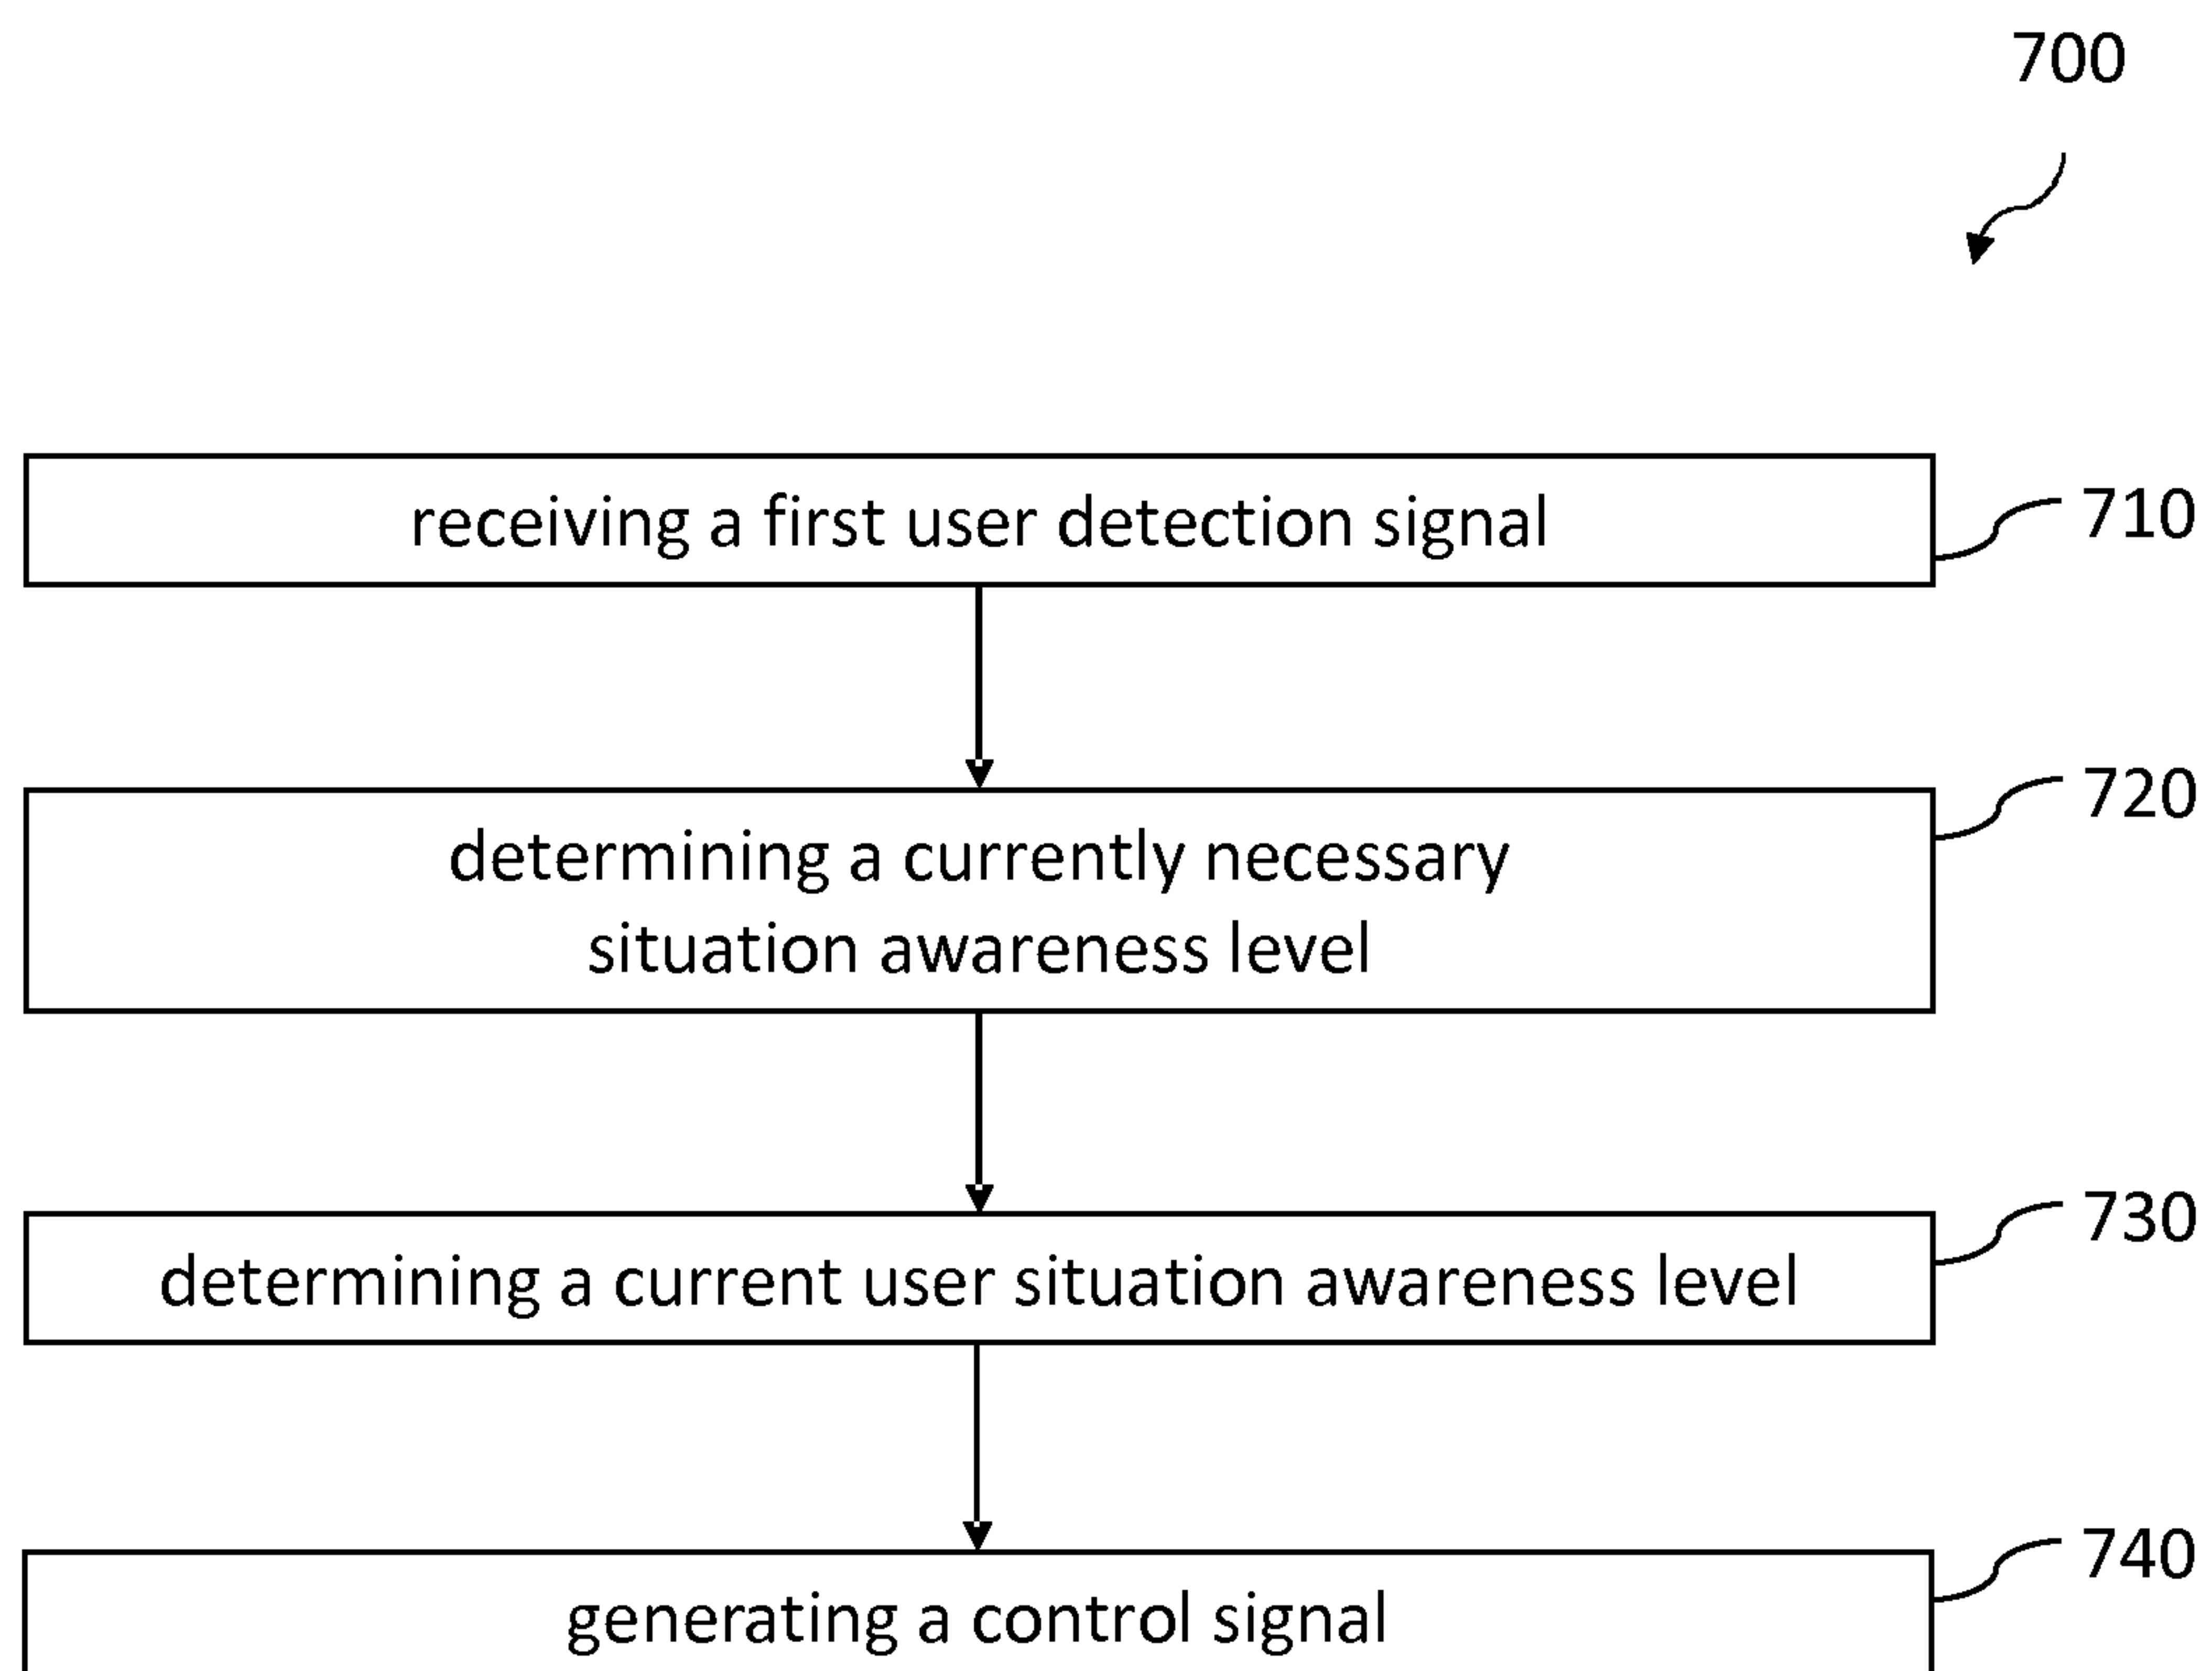 700
receiving a first user detection signal
710
determining a currently necessary
situation awareness level
720
determining a current user situation awareness level
730
generating a control signal
740